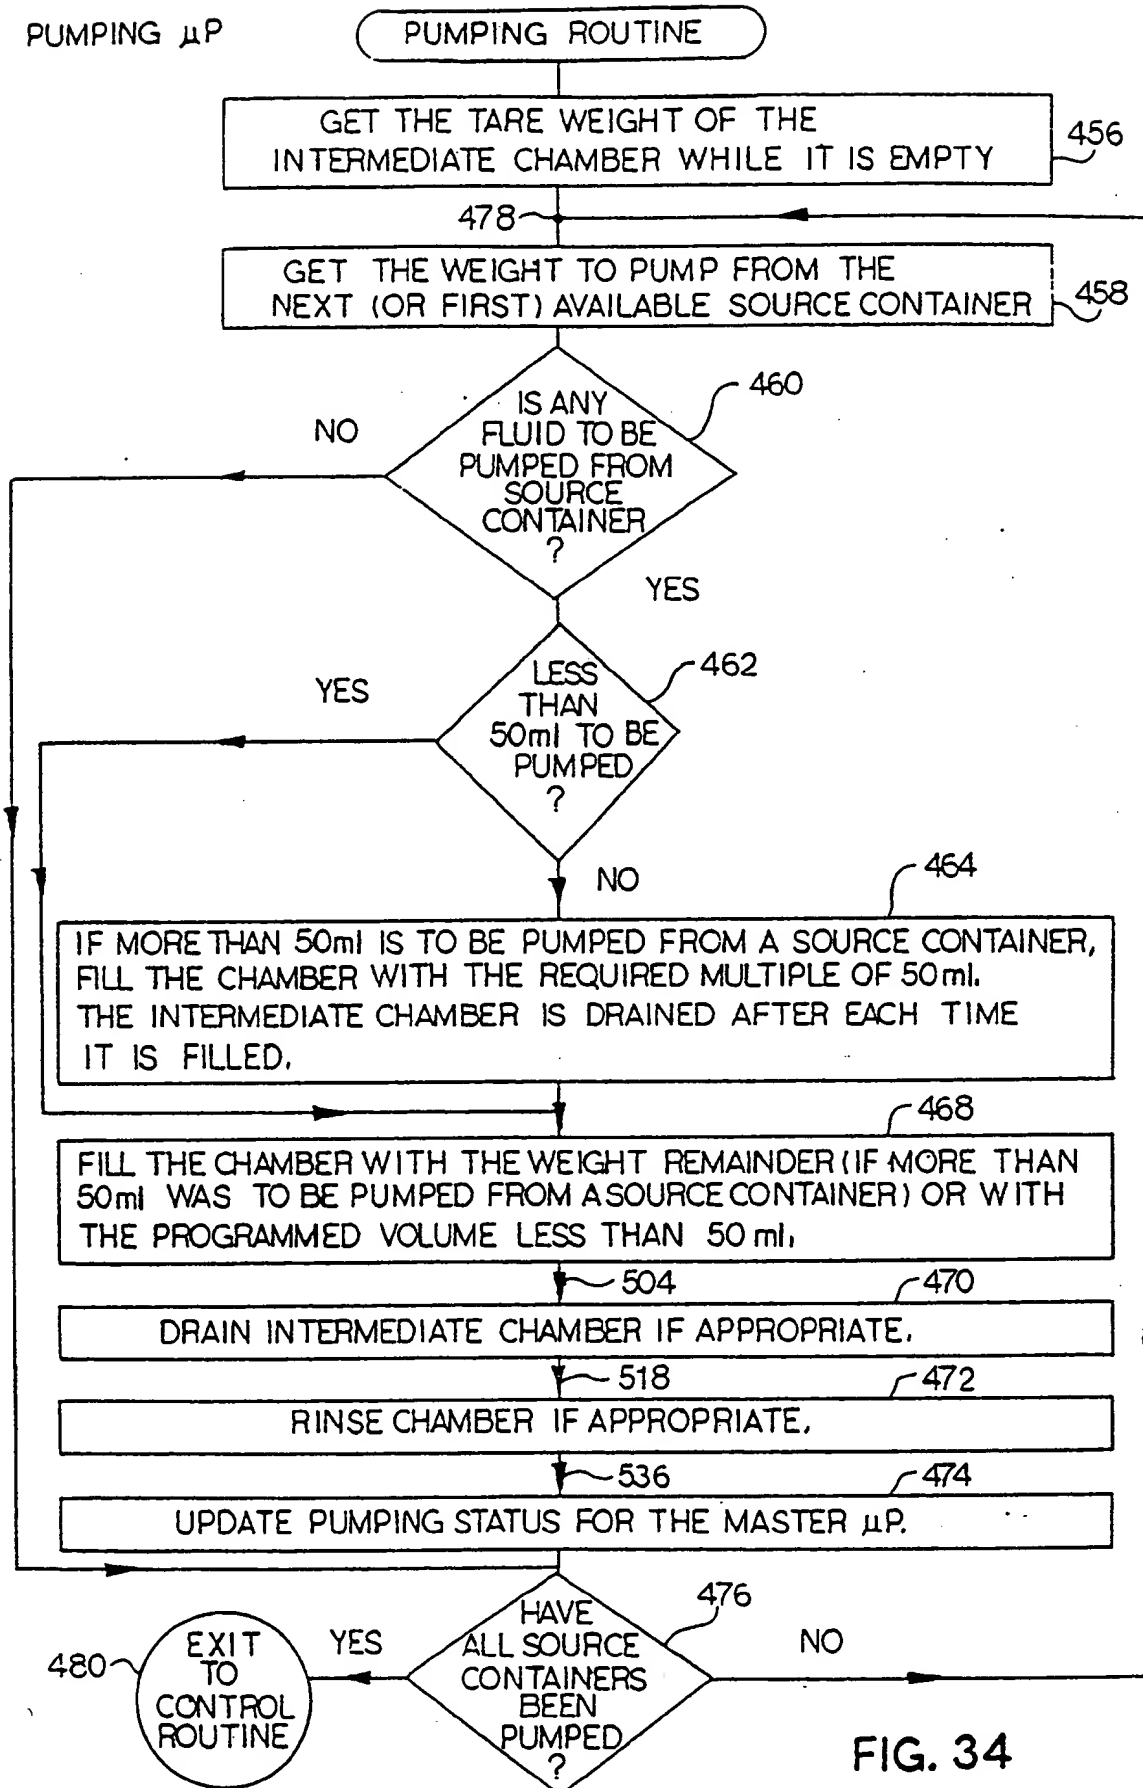 PUMPING µP
PUMPING ROUTINE
GET THE TARE WEIGHT OF THE
INTERMEDIATE CHAMBER WHILE IT IS EMPTY
456
478
GET THE WEIGHT TO PUMP FROM THE
NEXT (OR FIRST) AVAILABLE SOURCE CONTAINER
458
IS ANY
FLUID TO BE
PUMPED FROM
SOURCE
CONTAINER
?
460
NO
YES
LESS
THAN
50ml TO BE
PUMPED
?
462
YES
NO
464
IF MORE THAN 50ml IS TO BE PUMPED FROM A SOURCE CONTAINER,
FILL THE CHAMBER WITH THE REQUIRED MULTIPLE OF 50ml.
THE INTERMEDIATE CHAMBER IS DRAINED AFTER EACH TIME
IT IS FILLED.
468
FILL THE CHAMBER WITH THE WEIGHT REMAINDER (IF MORE THAN
50ml WAS TO BE PUMPED FROM A SOURCE CONTAINER) OR WITH
THE PROGRAMMED VOLUME LESS THAN 50 ml.
504
470
DRAIN INTERMEDIATE CHAMBER IF APPROPRIATE.
518
472
RINSE CHAMBER IF APPROPRIATE.
536
474
UPDATE PUMPING STATUS FOR THE MASTER µP.
HAVE
ALL SOURCE
CONTAINERS
BEEN
PUMPED
?
476
YES
NO
480
EXIT
TO
CONTROL
ROUTINE
FIG. 34